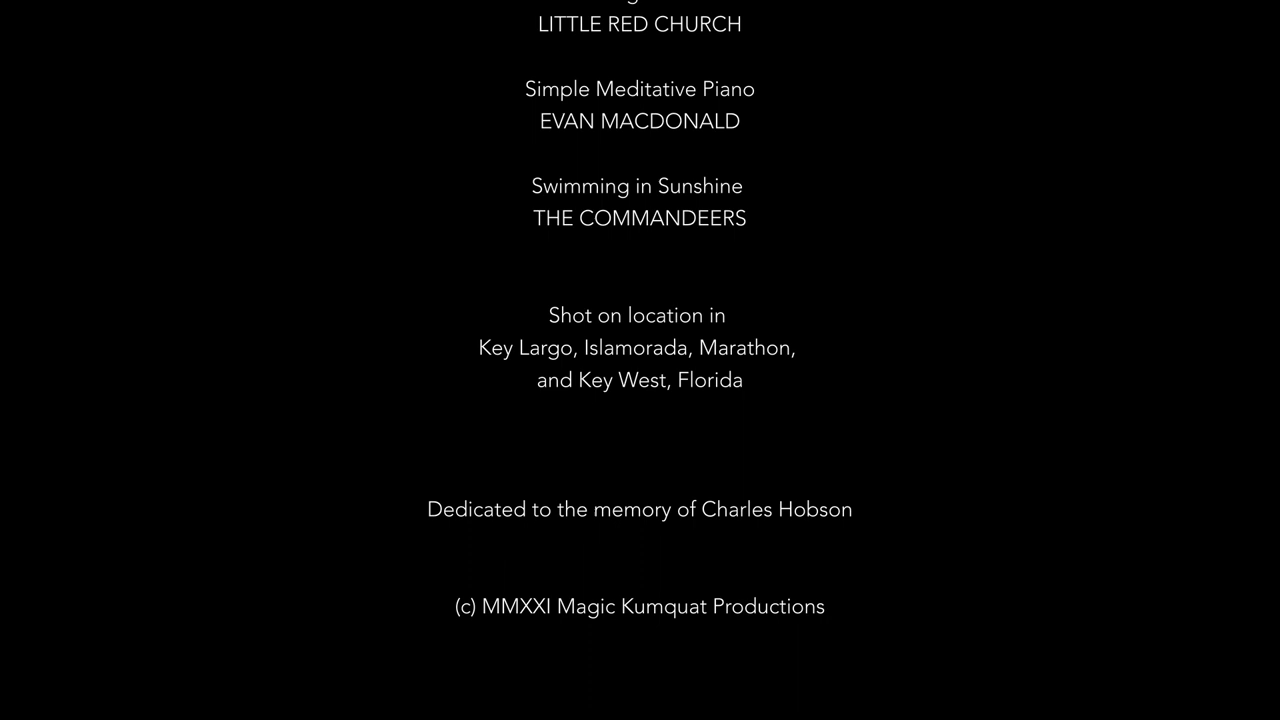 LITTLE RED CHURCH
Simple Meditative Piano
EVAN MACDONALD
Swimming in Sunshine
THE COMMANDEERS
Shot on location in
Key Largo, Islamorada, Marathon,
and Key West, Florida
Dedicated to the memory of Charles Hobson
(c) MMXXI Magic Kumquat Productions